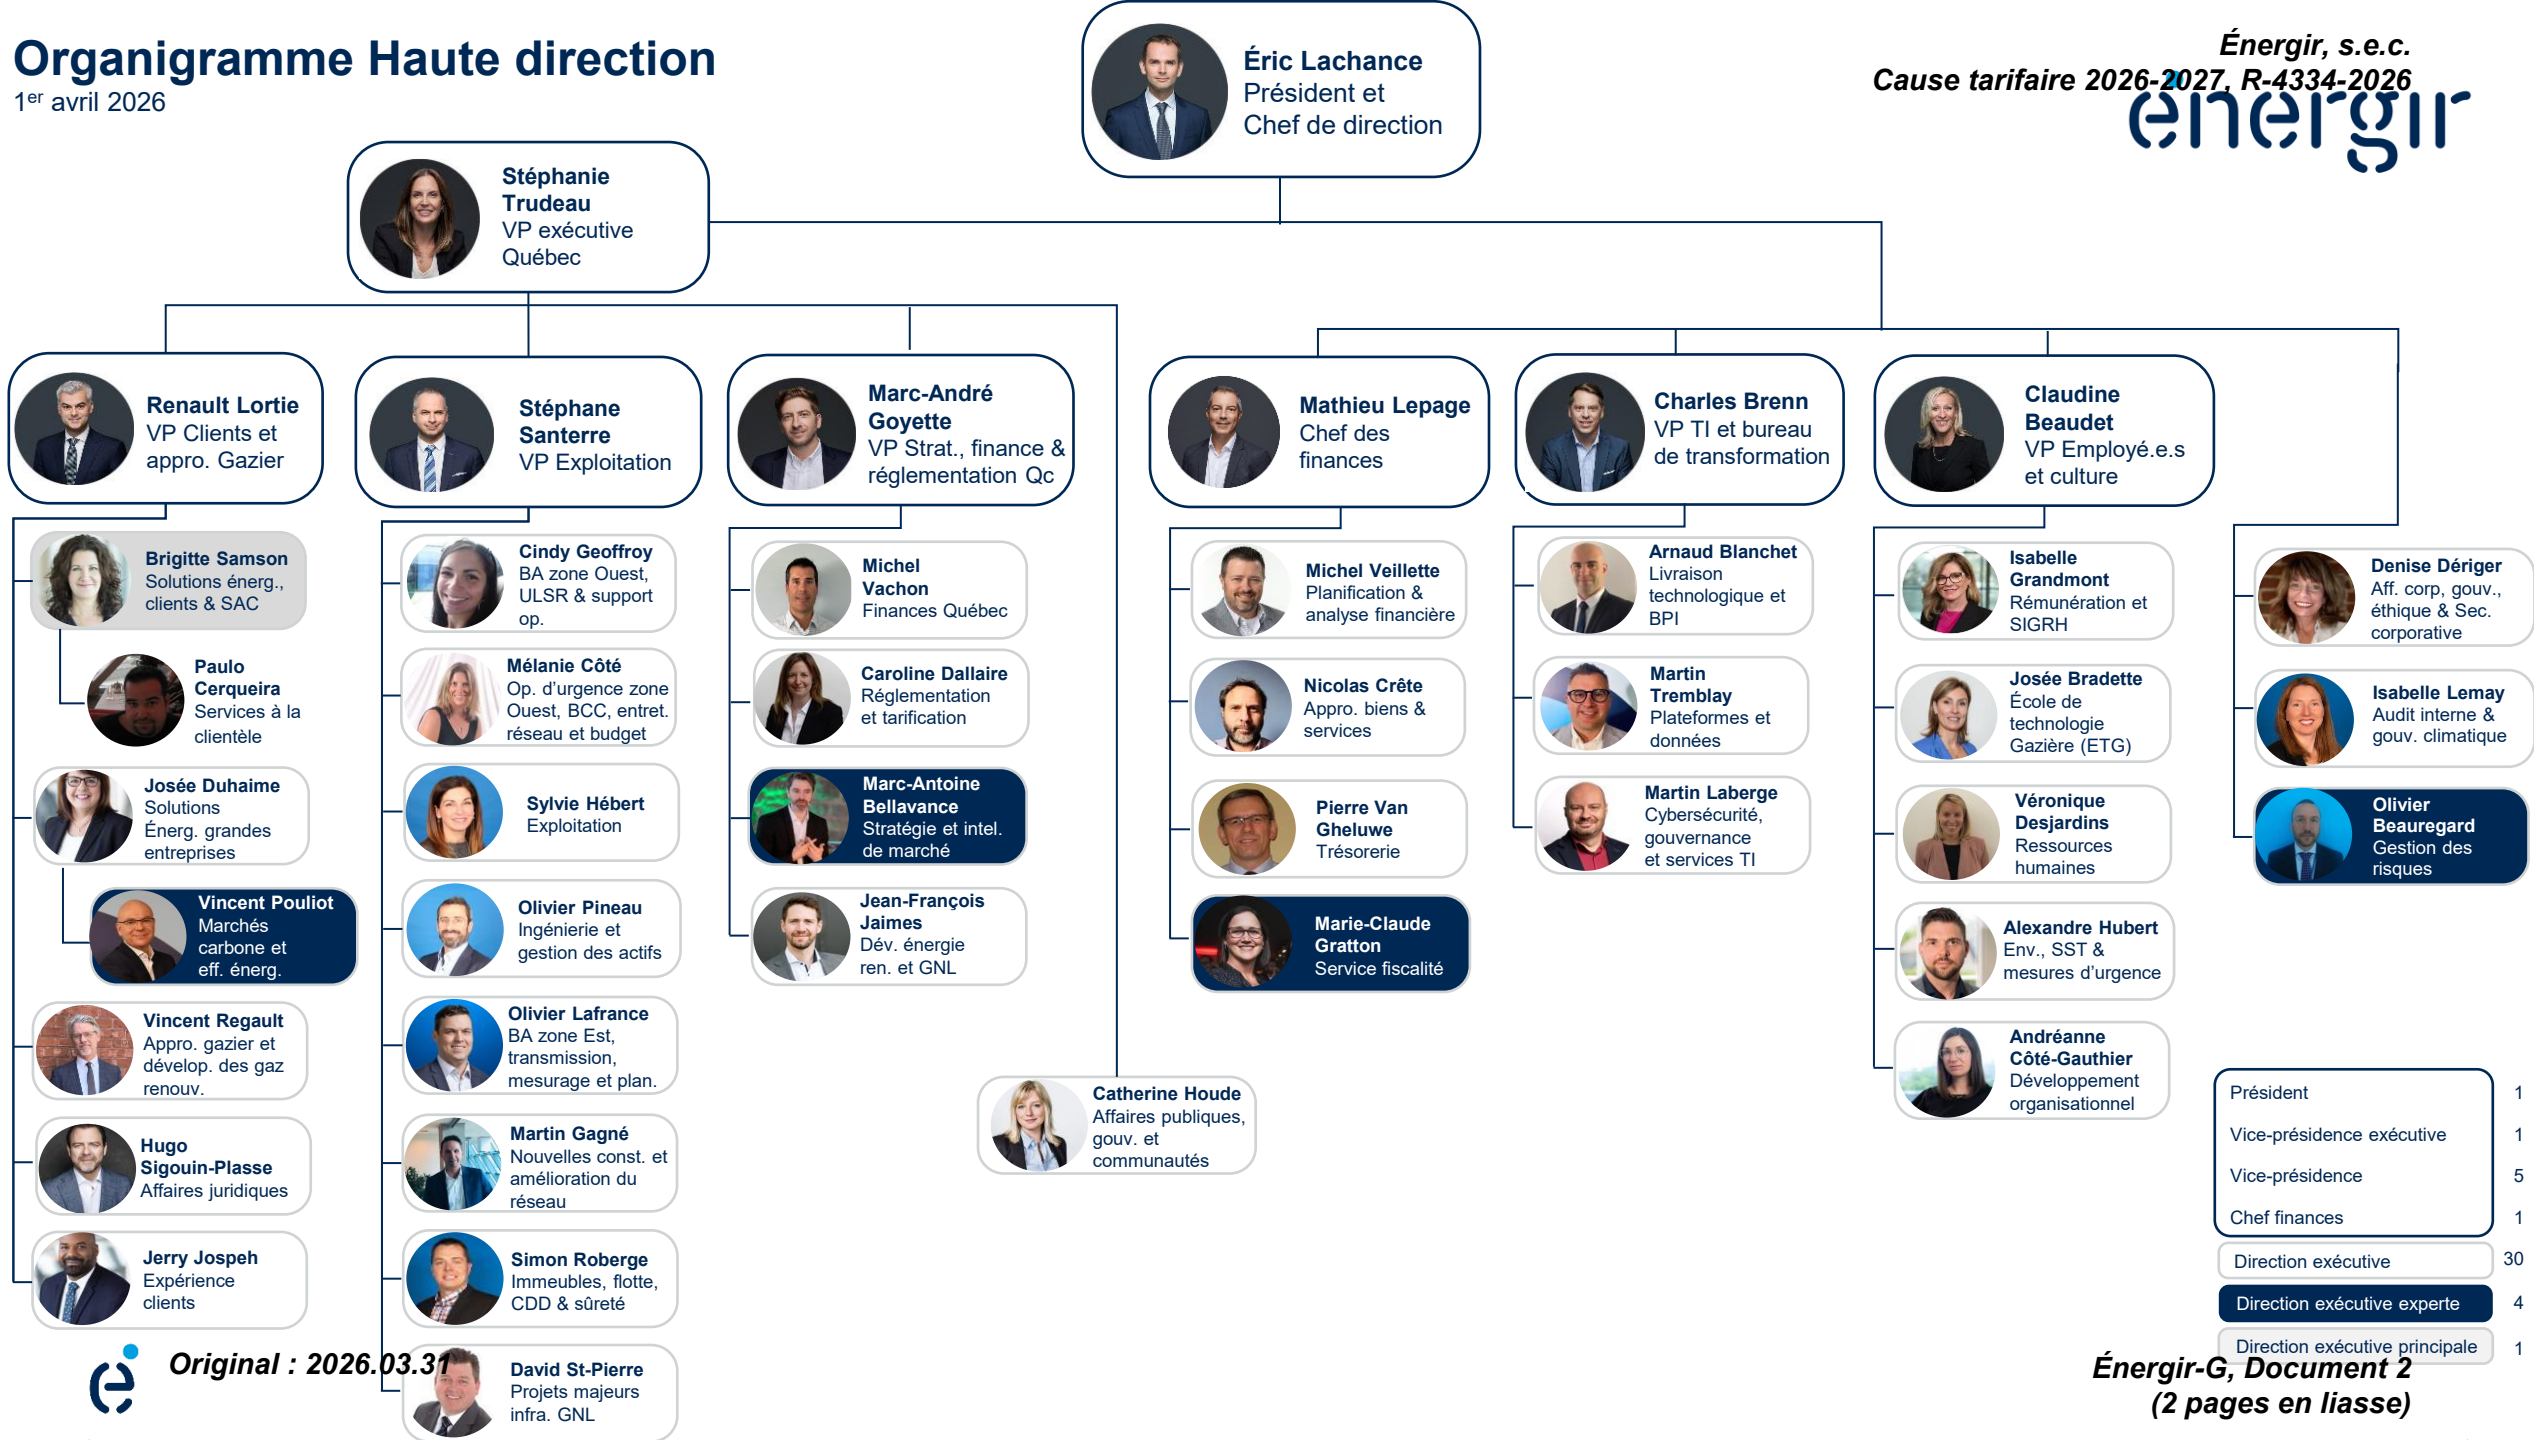 Organigramme Haute direction
1er avril 2026
Énergir, s.e.c.
Cause tarifaire 2026-2027, R-4334-2026
énergir
Éric Lachance
Président et
Chef de direction
Stéphanie
Trudeau
VP exécutive
Québec
Renault Lortie
VP Clients et
appro. Gazier
Stéphane
Santerre
VP Exploitation
Marc-André
Goyette
VP Strat., finance &
réglementation Qc
Mathieu Lepage
Chef des
finances
Charles Brenn
VP TI et bureau
de transformation
Claudine
Beaudet
VP Employé.e.s
et culture
Brigitte Samson
Solutions énerg.,
clients & SAC
Paulo
Cerqueira
Services à la
clientèle
Josée Duhaime
Solutions
Énerg. grandes
entreprises
Vincent Pouliot
Marchés
carbone et
eff. énerg.
Vincent Regault
Appro. gazier et
dévelop. des gaz
renouv.
Hugo
Sigouin-Plasse
Affaires juridiques
Jerry Jospeh
Expérience
clients
Cindy Geoffroy
BA zone Ouest,
ULSR & support
op.
Mélanie Côté
Op. d’urgence zone
Ouest, BCC, entret.
réseau et budget
Sylvie Hébert
Exploitation
Olivier Pineau
Ingénierie et
gestion des actifs
Olivier Lafrance
BA zone Est,
transmission,
mesurage et plan.
Martin Gagné
Nouvelles const. et
amélioration du
réseau
Simon Roberge
Immeubles, flotte,
CDD & sûreté
David St-Pierre
Projets majeurs
infra. GNL
Michel
Vachon
Finances Québec
Caroline Dallaire
Réglementation
et tarification
Marc-Antoine
Bellavance
Stratégie et intel.
de marché
Jean-François
Jaimes
Dév. énergie
ren. et GNL
Catherine Houde
Affaires publiques,
gouv. et
communautés
Michel Veillette
Planification &
analyse financière
Nicolas Crête
Appro. biens &
services
Pierre Van
Gheluwe
Trésorerie
Marie-Claude
Gratton
Service fiscalité
Arnaud Blanchet
Livraison
technologique et
BPI
Martin
Tremblay
Plateformes et
données
Martin Laberge
Cybersécurité,
gouvernance
et services TI
Isabelle
Grandmont
Rémunération et
SIGRH
Josée Bradette
École de
technologie
Gazière (ETG)
Véronique
Desjardins
Ressources
humaines
Alexandre Hubert
Env., SST &
mesures d’urgence
Andréanne
Côté-Gauthier
Développement
organisationnel
Denise Dériger
Aff. corp, gouv.,
éthique & Sec.
corporative
Isabelle Lemay
Audit interne &
gouv. climatique
Olivier
Beauregard
Gestion des
risques
Président 1
Vice-présidence exécutive 1
Vice-présidence 5
Chef finances 1
Direction exécutive 30
Direction exécutive experte 4
Direction exécutive principale 1
Original : 2026.03.31
Énergir-G, Document 2
(2 pages en liasse)